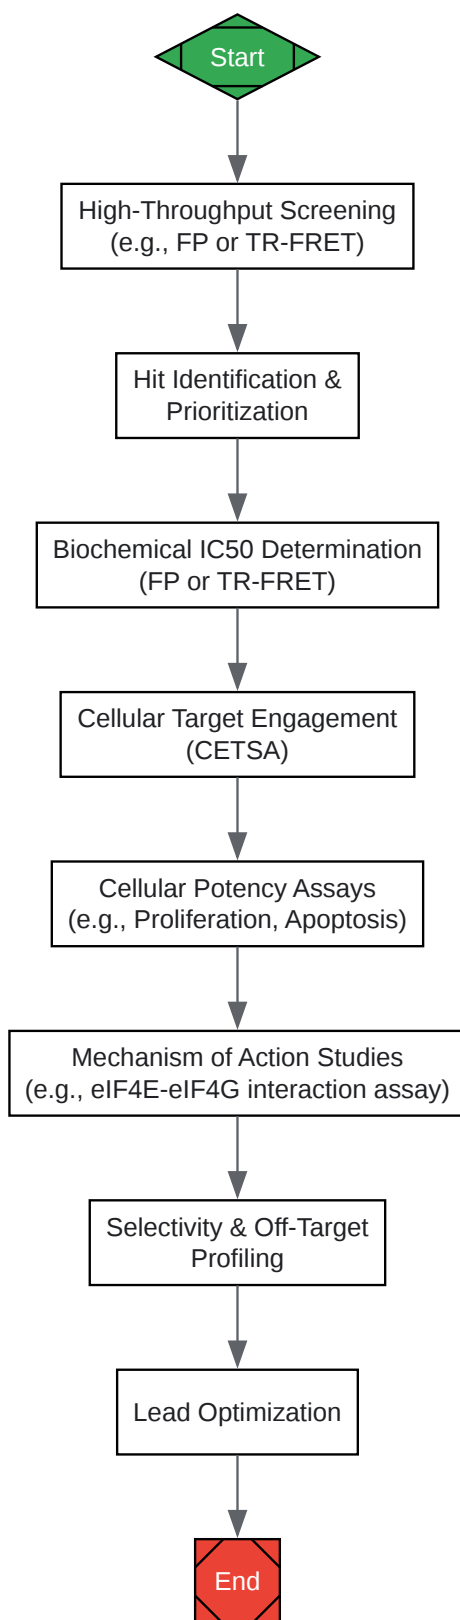 Start
High-Throughput Screening
(e.g., FP or TR-FRET)
Hit Identification &
Prioritization
Biochemical IC50 Determination
(FP or TR-FRET)
Cellular Target Engagement
(CETSA)
Cellular Potency Assays
(e.g., Proliferation, Apoptosis)
Mechanism of Action Studies
(e.g., eIF4E-eIF4G interaction assay)
Selectivity & Off-Target
Profiling
Lead Optimization
End